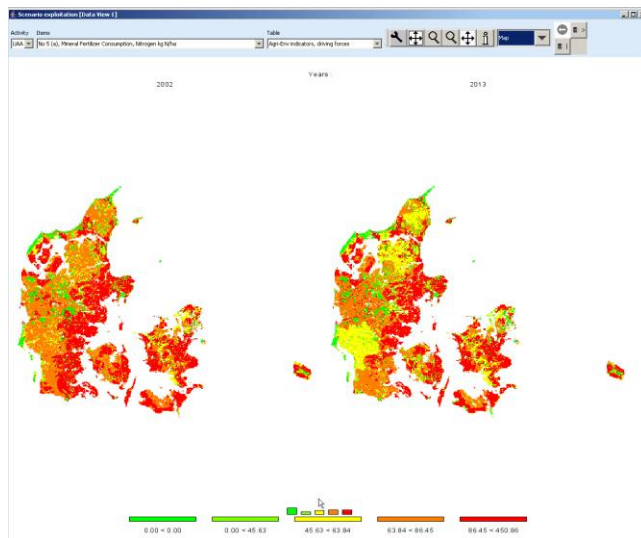 Scenario exploitation [Data View 1]
Activity Items Table
UAA No 5 (a), Mineral Fertilizer Consumption, Nitrogen kg N/ha Agri-Env indicators, driving forces Map
Years
2002 2013
0.00 < 0.00 0.00 < 45.63 45.63 < 63.84 63.84 < 86.45 86.45 < 450.86